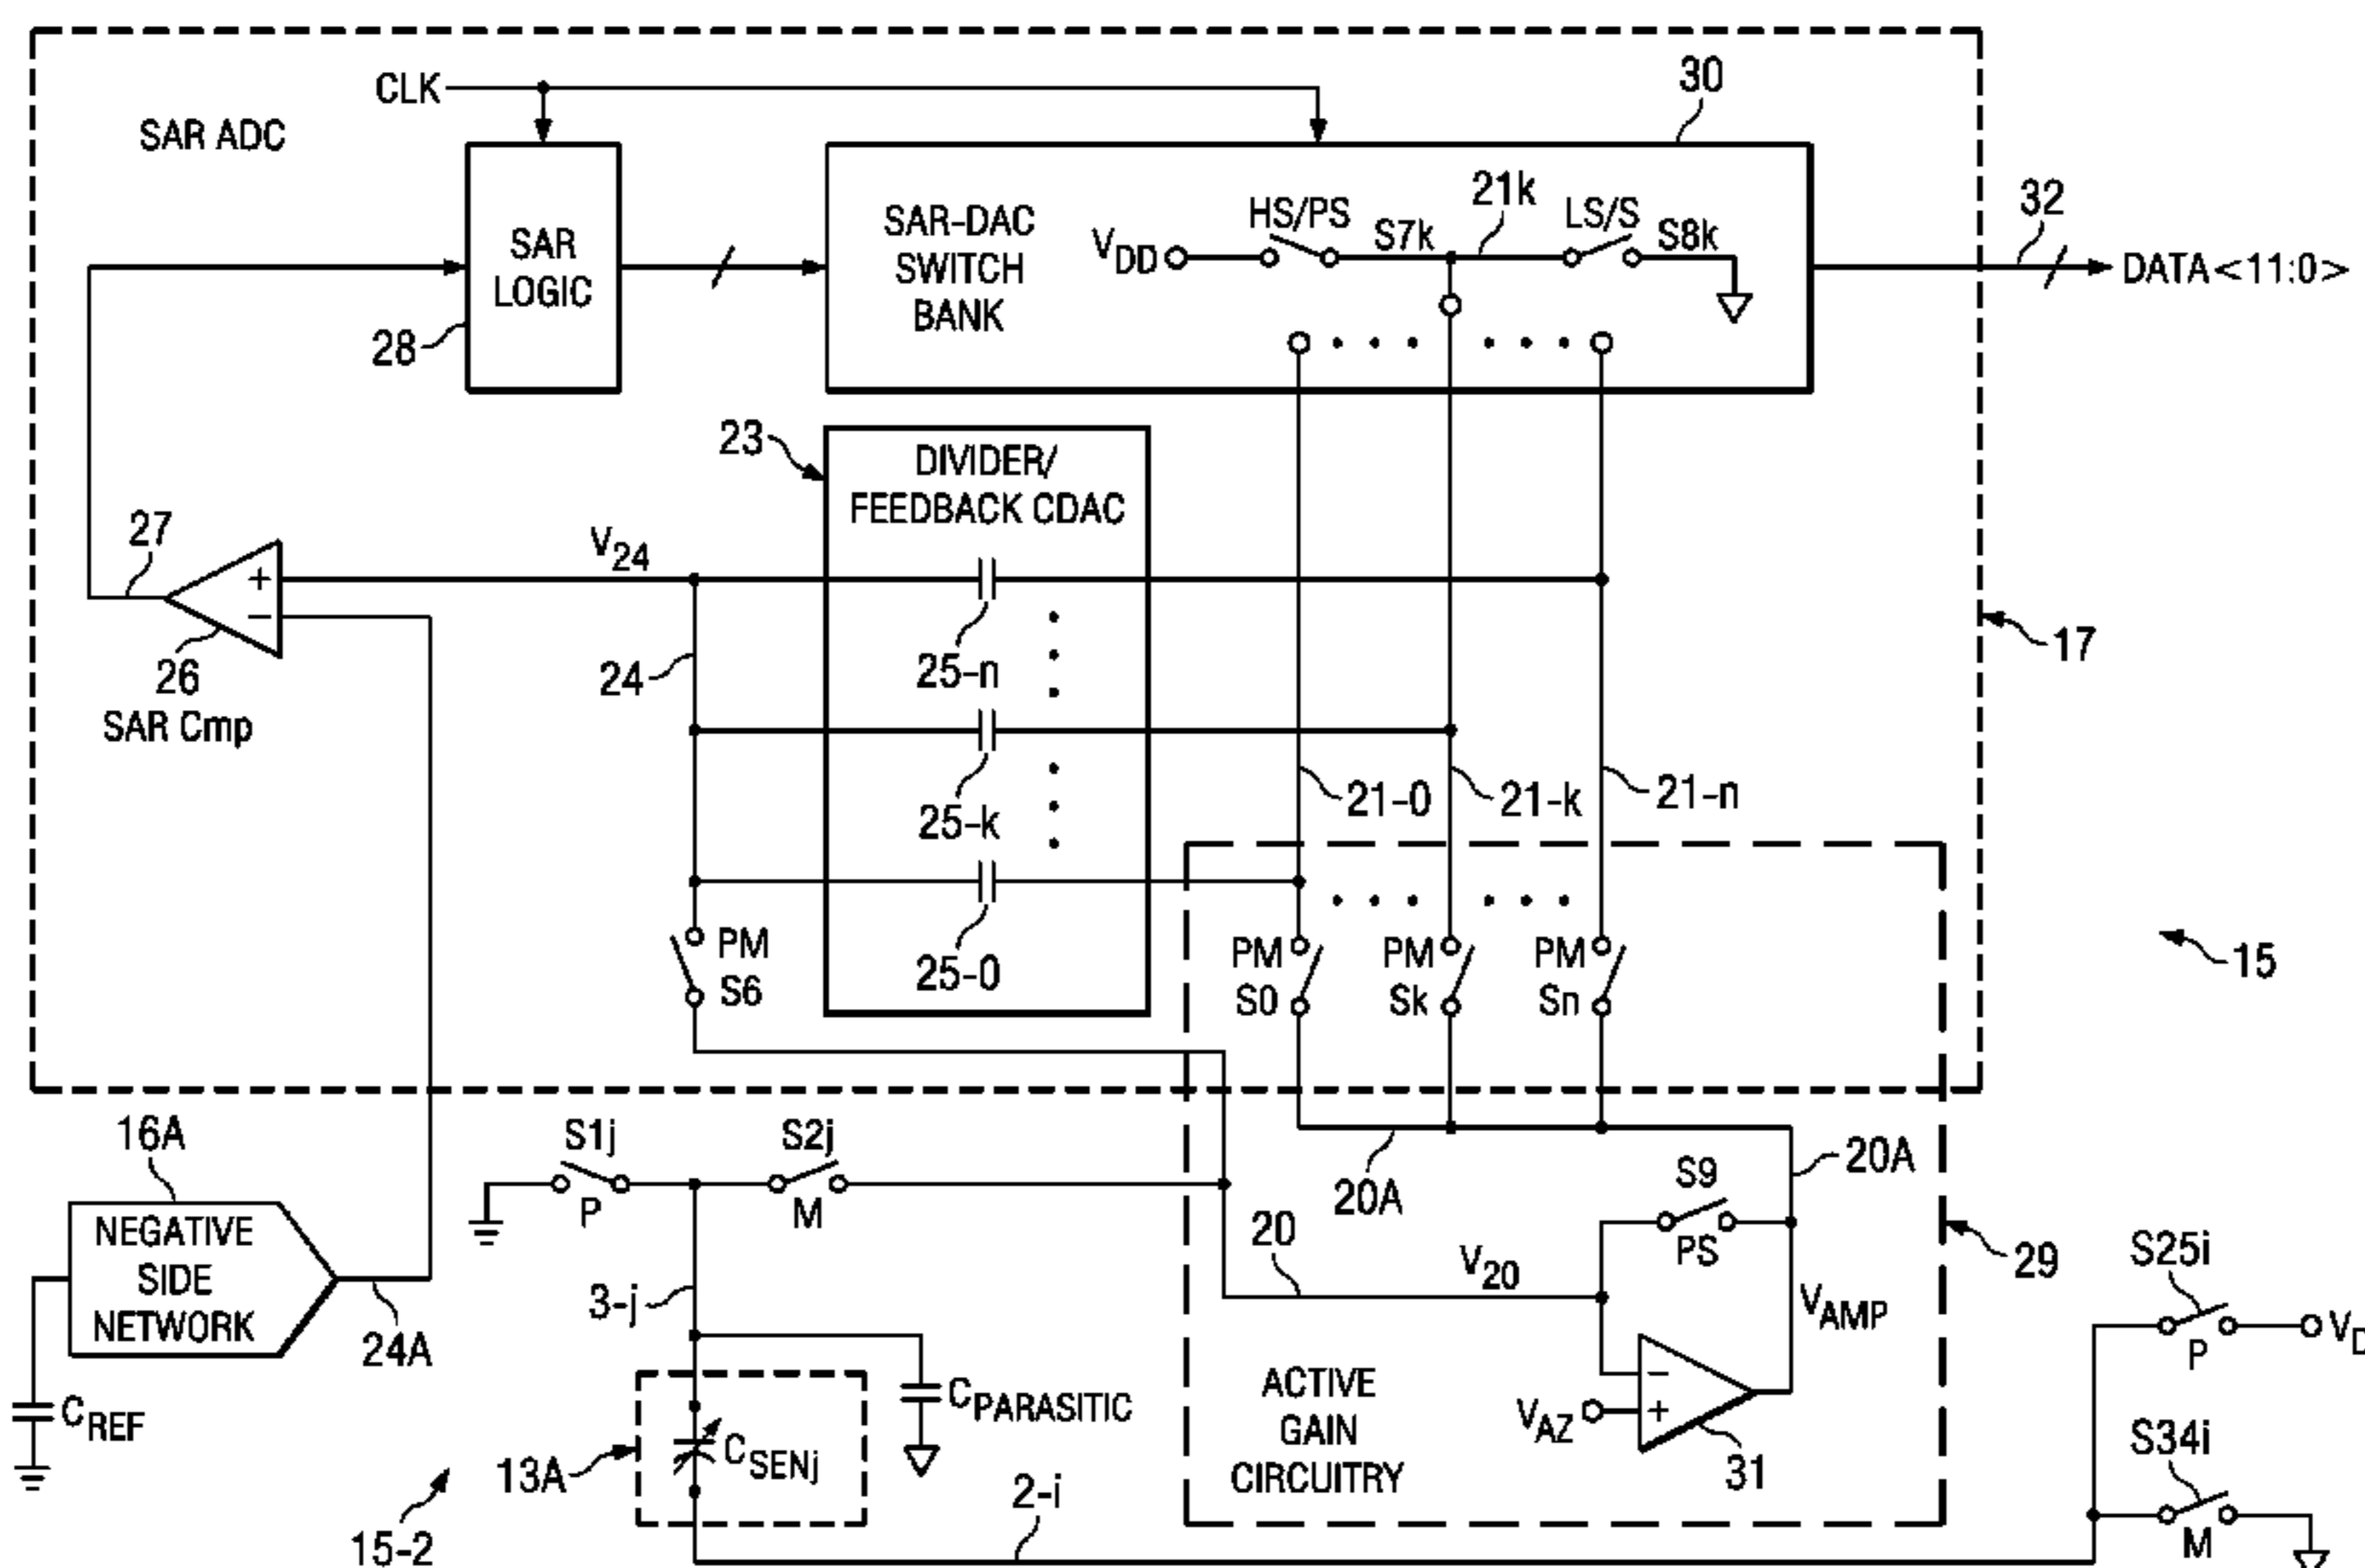 CLK
30
SAR ADC
SAR
LOGIC
28
SAR-DAC
SWITCH
BANK
VDD
HS/PS
S7k
21k
LS/S
S8k
32
DATA<11:0>
23
DIVIDER/
FEEDBACK CDAC
27
V24
+
−
26
SAR Cmp
24
25-n
25-k
25-0
17
21-0
21-k
21-n
PM
S6
PM
S0
PM
Sk
PM
Sn
15
16A
NEGATIVE
SIDE
NETWORK
24A
CREF
S1j
P
S2j
M
3-j
13A
CSENj
CPARASITIC
15-2
2-i
20A
20A
20
V20
S9
PS
VAMP
29
ACTIVE
GAIN
CIRCUITRY
VAZ
−
+
31
S25i
P
S34i
M